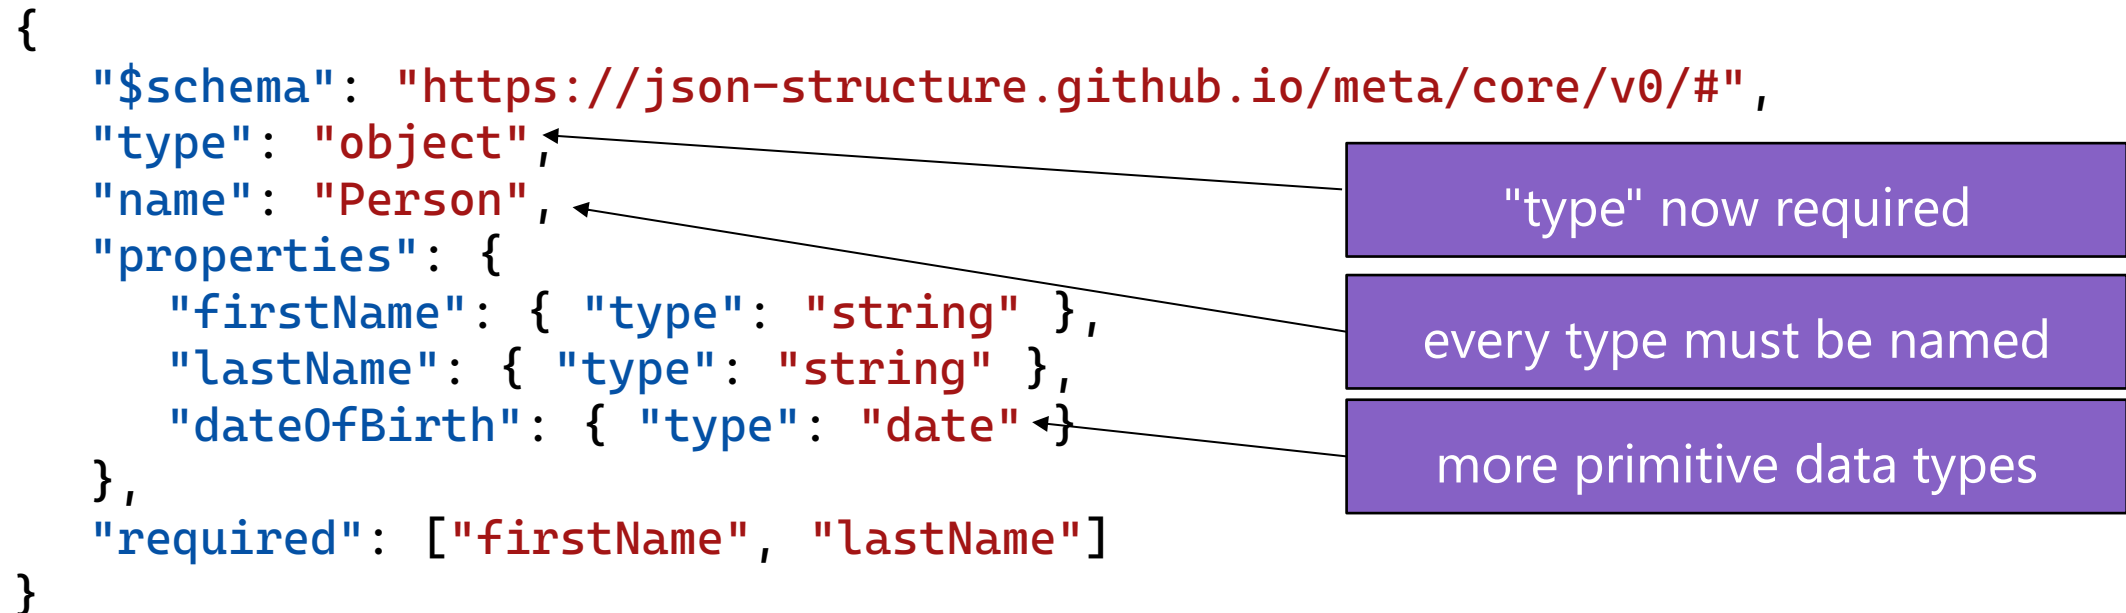 {
"$schema": "https://json-structure.github.io/meta/core/v0/#",
"type": "object",
"name": "Person",
"properties": {
"firstName": { "type": "string" },
"lastName": { "type": "string" },
"dateOfBirth": { "type": "date" }
},
"required": ["firstName", "lastName"]
}
"type" now required
every type must be named
more primitive data types